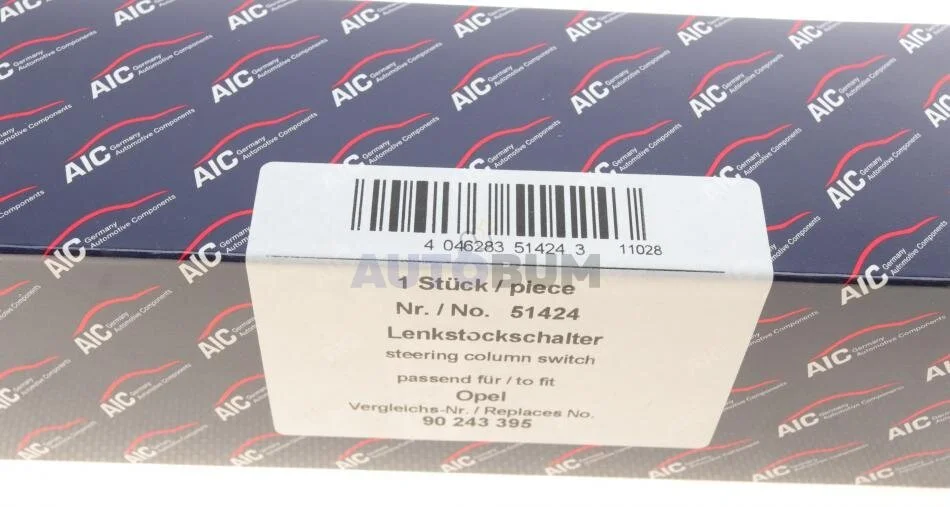 AIC Germany Automotive Components
4 046283 51424 3 11028
AUTOBUM
1 Stück / piece
Nr. / No. 51424
Lenkstockschalter
steering column switch
passend für / to fit
Opel
Vergleichs-Nr. / Replaces No.
90 243 395